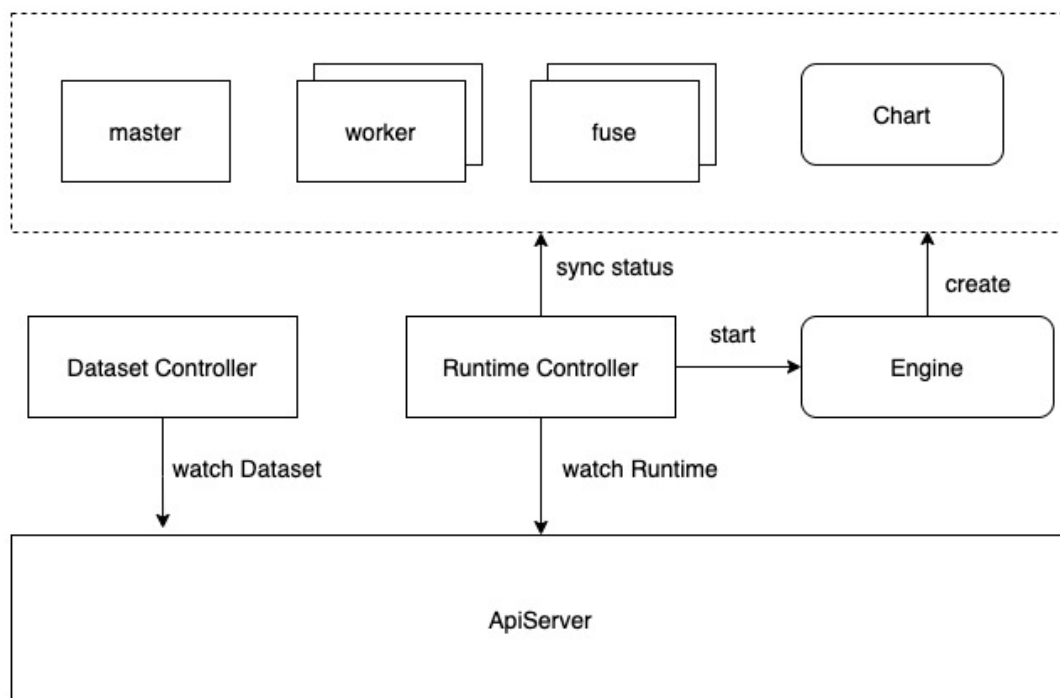 master
worker
fuse
Chart
sync status
create
Dataset Controller
Runtime Controller
start
Engine
watch Dataset
watch Runtime
ApiServer